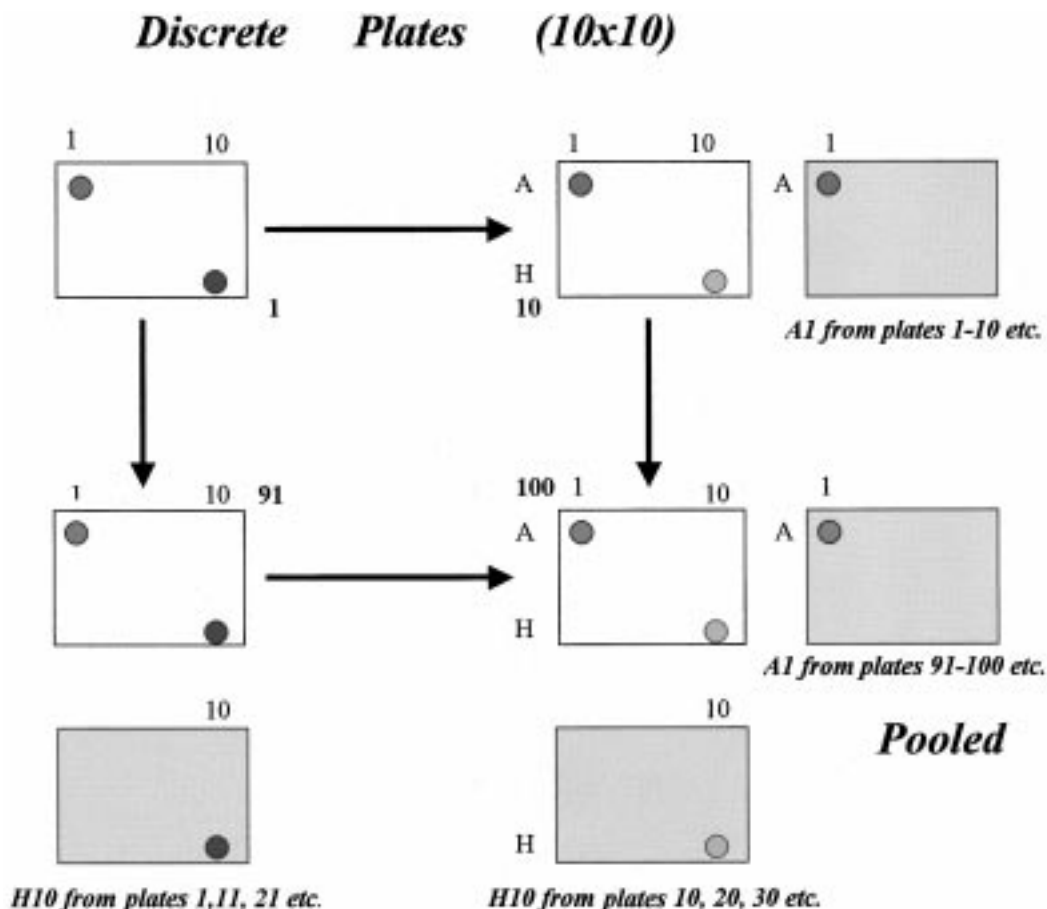 Discrete Plates (10x10)
1 10 1 10 1
A A
H
1 10
A1 from plates 1-10 etc.
1 10 91 100 1 10 1
A A
H
A1 from plates 91-100 etc.
10 10
Pooled
H
H10 from plates 1,11, 21 etc. H10 from plates 10, 20, 30 etc.